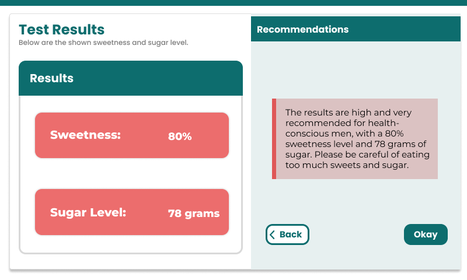 Test Results
Below are the shown sweetness and sugar level.
Results
Sweetness: 80%
Sugar Level: 78 grams
Recommendations
The results are high and very
recommended for health-
conscious men, with a 80%
sweetness level and 78 grams of
sugar. Please be careful of eating
too much sweets and sugar.
Back
Okay